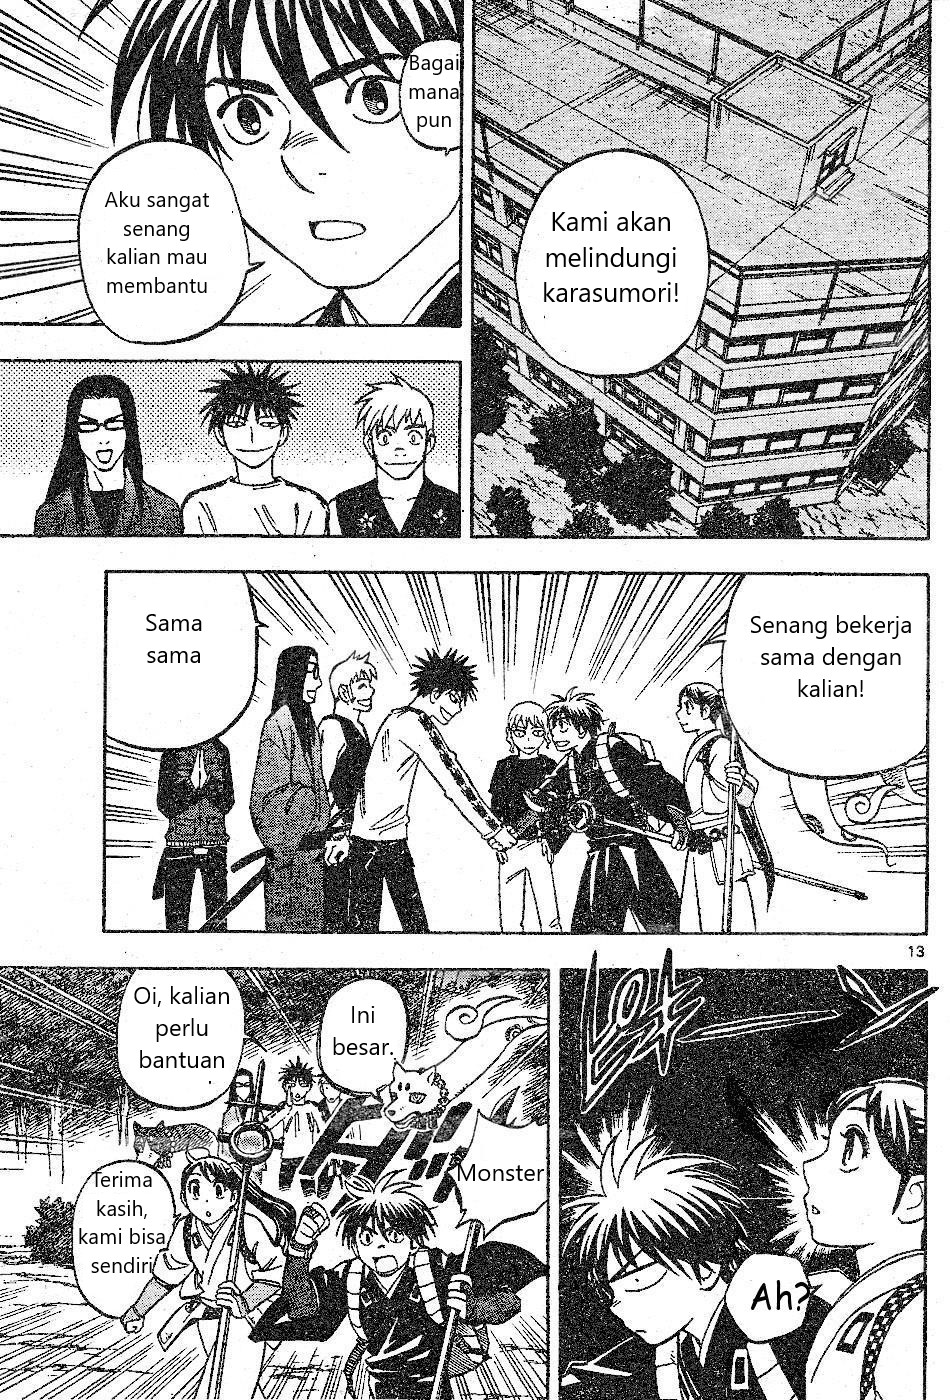 Kami akan
melindungi
karasumori!
Bagai
mana
pun
Aku sangat
senang
kalian mau
membantu
Senang bekerja
sama dengan
kalian!
Sama
sama
13
Ah?
Ini
besar.
Oi, kalian
perlu
bantuan
Monster
Terima
kasih,
kami bisa
sendiri